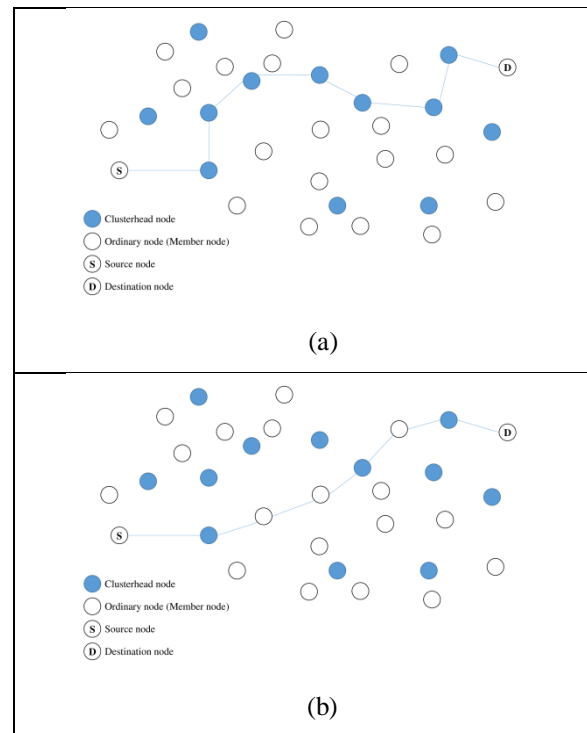 D
S
Clusterhead node
Ordinary node (Member node)
S Source node
D Destination node
(a)
D
S
Clusterhead node
Ordinary node (Member node)
S Source node
D Destination node
(b)